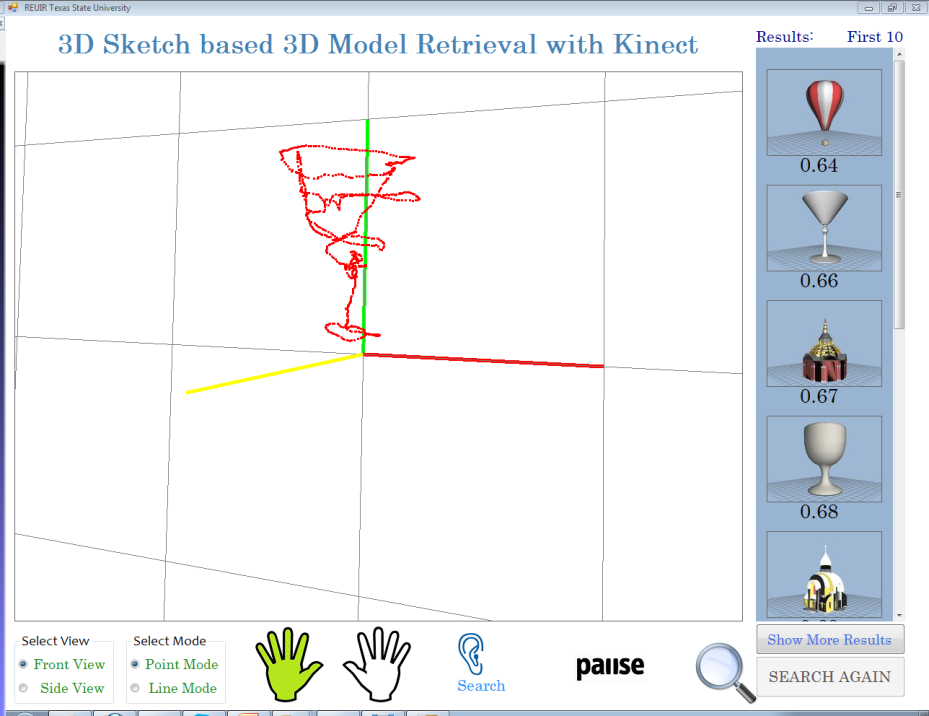 REUIR Texas State University
3D Sketch based 3D Model Retrieval with Kinect
Results: First 10
0.64
0.66
0.67
0.68
Select View
Front View
Side View
Select Mode
Point Mode
Line Mode
Search
pause
Show More Results
SEARCH AGAIN